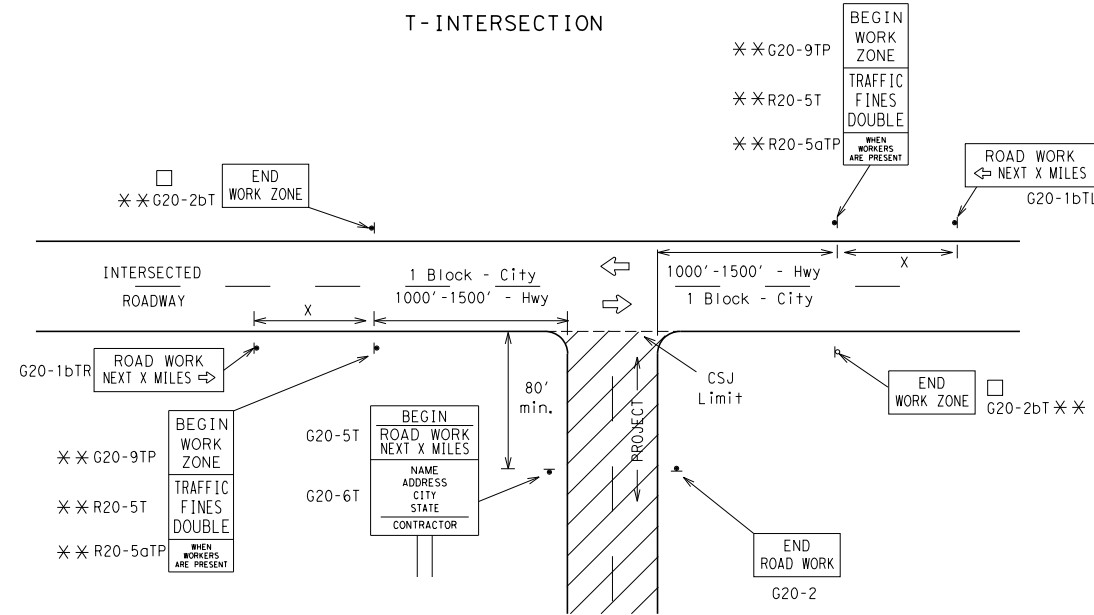 T-INTERSECTION
BEGIN
WORK
ZONE
TRAFFIC
FINES
DOUBLE
WHEN
WORKERS
ARE PRESENT
**G20-9TP
**R20-5T
**R20-5aTP
ROAD WORK
⇦ NEXT X MILES
G20-1bTL
END
WORK ZONE
□
**G20-2bT
INTERSECTED
ROADWAY
X
1 Block - City
1000'-1500' - Hwy
1000'-1500' - Hwy
1 Block - City
X
G20-1bTR
ROAD WORK
NEXT X MILES ⇨
80'
min.
PROJECT
CSJ
Limit
END
WORK ZONE
□
G20-2bT **
**G20-9TP
**R20-5T
**R20-5aTP
BEGIN
WORK
ZONE
TRAFFIC
FINES
DOUBLE
WHEN
WORKERS
ARE PRESENT
G20-5T
G20-6T
BEGIN
ROAD WORK
NEXT X MILES
NAME
ADDRESS
CITY
STATE
CONTRACTOR
END
ROAD WORK
G20-2